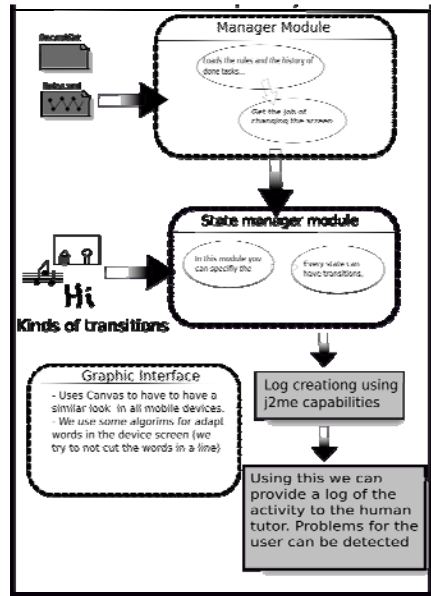 Manager Module
Loads the rules and the history of
done tasks...
Get the job of
changing the screen
State manager module
In this module you
can specifiy the
Every state can
have transitions.
Hi
Kinds of transitions
Graphic Interface
- Uses Canvas to have to have a
similar look in all mobile devices.
- We use some algorims for adapt
words in the device screen (we
try to not cut the words in a line)
Log creationg using
j2me capabilities
Using this we can
provide a log of the
activity to the human
tutor. Problems for the
user can be detected